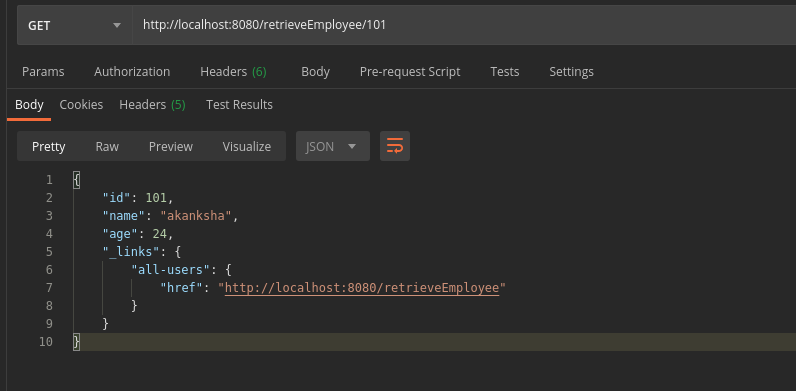 GET http://localhost:8080/retrieveEmployee/101
Params Authorization Headers (6) Body Pre-request Script Tests Settings
Body Cookies Headers (5) Test Results
Pretty Raw Preview Visualize JSON
1 {
2 "id": 101,
3 "name": "akanksha",
4 "age": 24,
5 "_links": {
6 "all-users": {
7 "href": "http://localhost:8080/retrieveEmployee"
8 }
9 }
10 }